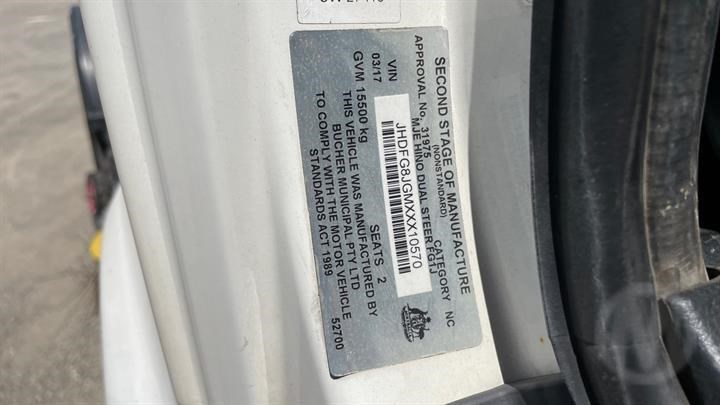 SECOND STAGE OF MANUFACTURE
(NONSTANDARD)
APPROVAL No. 31975 CATEGORY NC
MJE HINO DUAL STEER FG1J
VIN JHDFG8JGMXXX10570
03/17
GVM 15500 kg SEATS 2
THIS VEHICLE WAS MANUFACTURED BY
BUCHER MUNICIPAL PTY LTD
TO COMPLY WITH THE MOTOR VEHICLE
STANDARDS ACT 1989
52700